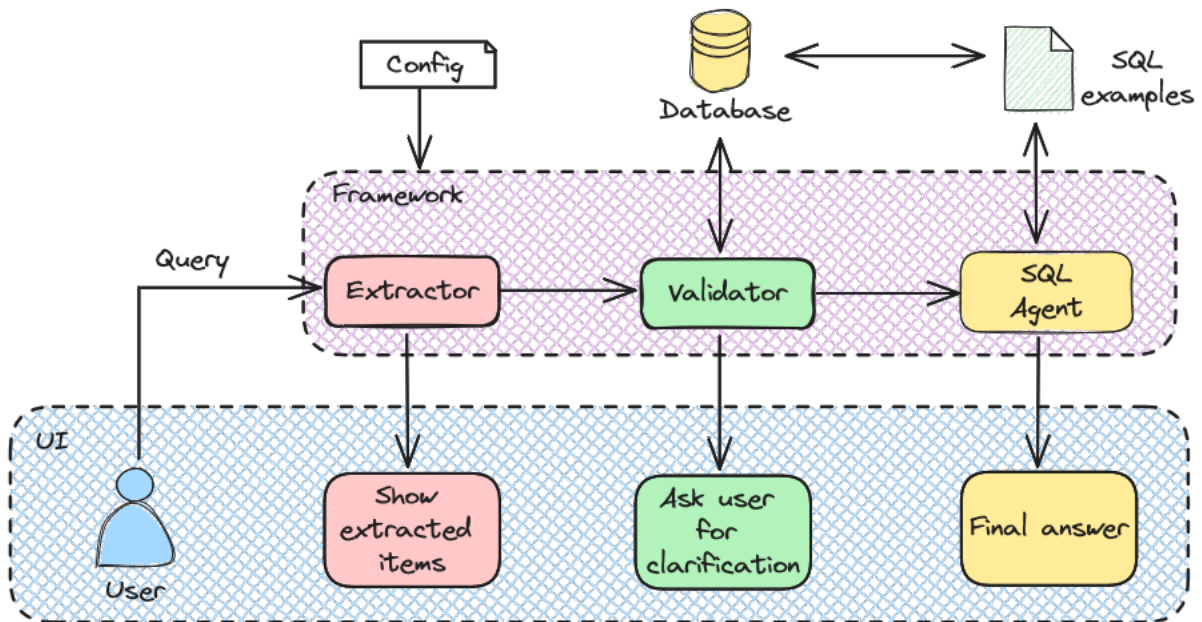 Config
Database
SQL
examples
Framework
Query
Extractor
Validator
SQL
Agent
UI
User
Show
extracted
items
Ask user
for
clarification
Final answer